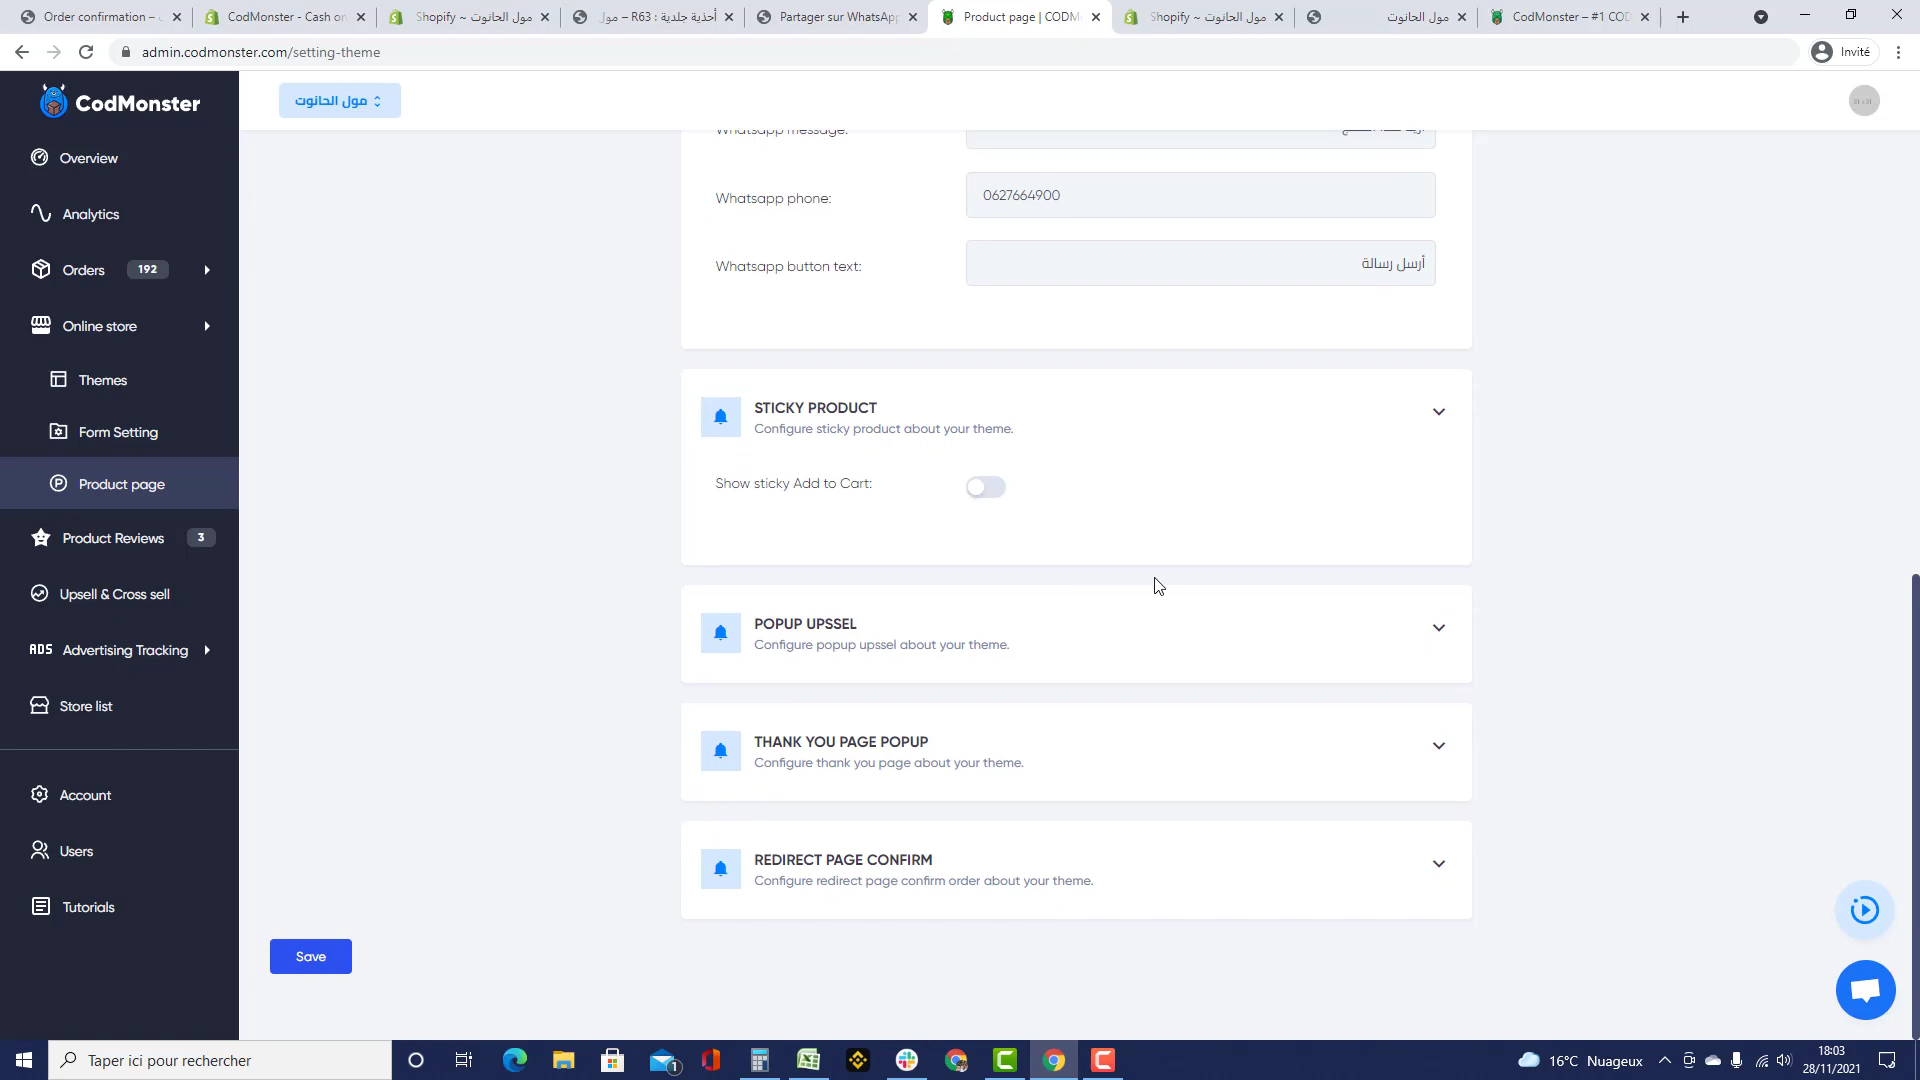 Order confirmation –
CodMonster - Cash on
Shopify ~ مول الحانوت
أحذية جلدية : R63 – مول
Partager sur WhatsApp
Product page | CODM
Shopify ~ مول الحانوت
مول الحانوت
CodMonster – #1 COD
admin.codmonster.com/setting-theme
Invité
CodMonster
مول الحانوت
Overview
Analytics
Orders 192
Online store
Themes
Form Setting
Product page
Product Reviews 3
Upsell & Cross sell
ADS Advertising Tracking
Store list
Account
Users
Tutorials
Whatsapp message:
Whatsapp phone: 0627664900
Whatsapp button text: أرسل رسالة
STICKY PRODUCT
Configure sticky product about your theme.
Show sticky Add to Cart:
POPUP UPSSEL
Configure popup upssel about your theme.
THANK YOU PAGE POPUP
Configure thank you page about your theme.
REDIRECT PAGE CONFIRM
Configure redirect page confirm order about your theme.
Save
Taper ici pour rechercher
1
16°C Nuageux
18:03
28/11/2021